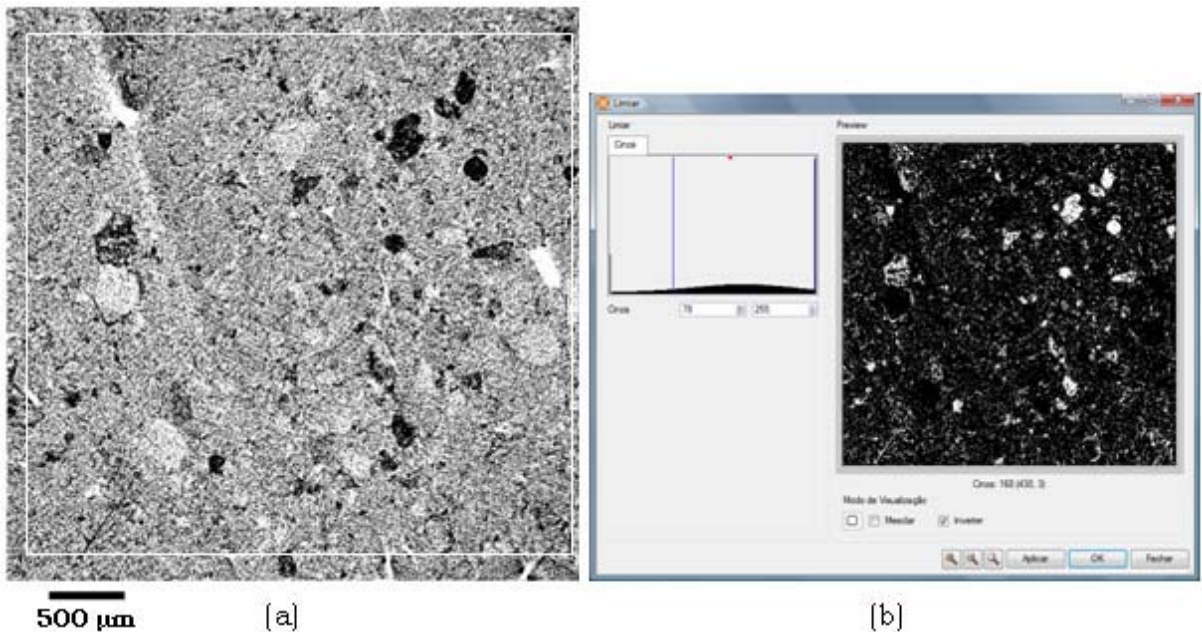 Limiar
Limiar
Cinza
Cinza
78
255
Preview
Cinza: 168 (430, 3)
Modo de Visualização
Mesclar
Inverter
Aplicar
OK
Fechar
500 µm
(a)
(b)